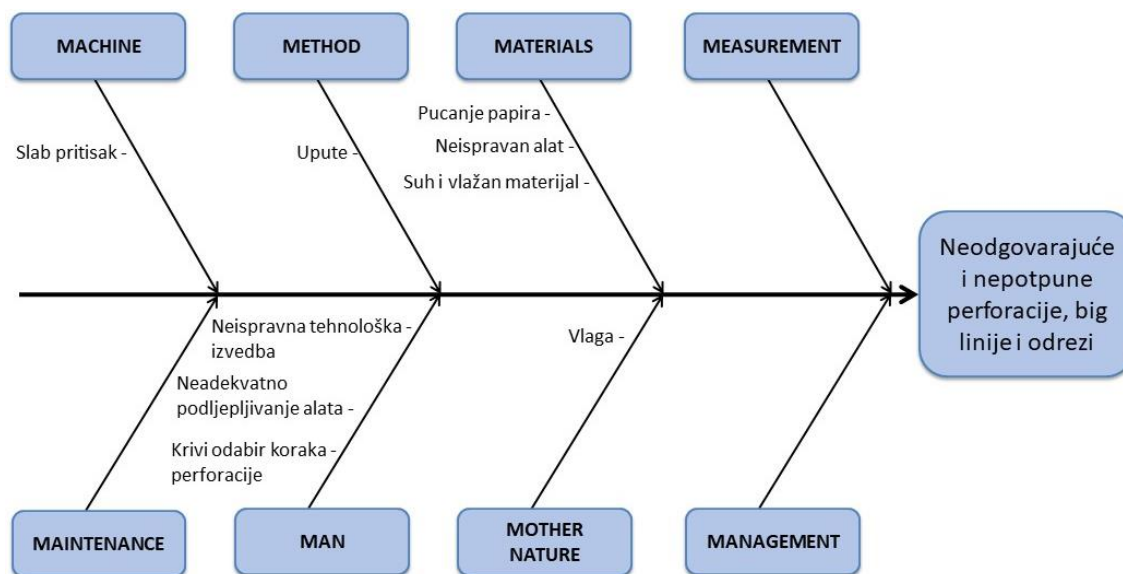 MACHINE
METHOD
MATERIALS
MEASUREMENT
Slab pritisak -
Upute -
Pucanje papira -
Neispravan alat -
Suh i vlažan materijal -
Neodgovarajuće
i nepotpune
perforacije, big
linije i odrezi
Neispravna tehnološka -
izvedba
Neadekvatno
podljepljivanje alata -
Krivi odabir koraka -
perforacije
Vlaga -
MAINTENANCE
MAN
MOTHER
NATURE
MANAGEMENT